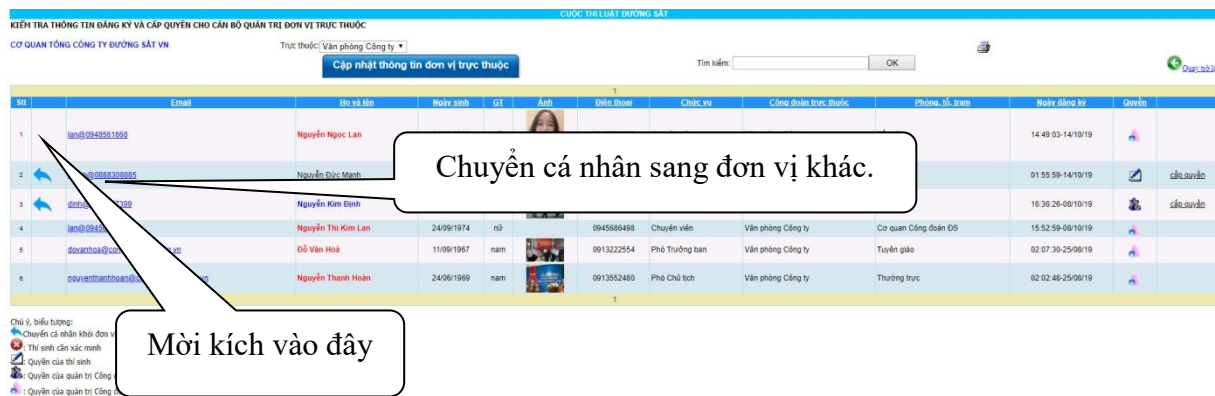 CUỘC THI LUẬT ĐƯỜNG SẮT
KIỂM TRA THÔNG TIN ĐĂNG KÝ VÀ CẤP QUYỀN CHO CÁN BỘ QUẢN TRỊ ĐƠN VỊ TRỰC THUỘC
CƠ QUAN TỔNG CÔNG TY ĐƯỜNG SẮT VN Trực thuộc: Văn phòng Công ty
Cập nhật thông tin đơn vị trực thuộc Tìm kiếm: OK Quay trở lạ
1
Stt Email Họ và tên Ngày sinh GT Ảnh Điện thoại Chức vụ Công đoàn trực thuộc Phòng, tổ, trạm Ngày đăng ký Quyền
1 lan@0948561668 Nguyễn Ngọc Lan 14:49:03-14/10/19
Chuyển cá nhân sang đơn vị khác.
2 @0888308885 Nguyễn Đức Mạnh 01:55:59-14/10/19 cấp quyền
3 Nguyễn Kim Định 16:36:26-08/10/19 cấp quyền
4 Nguyễn Thị Kim Lan 24/09/1974 nữ 0945686498 Chuyên viên Văn phòng Công ty Cơ quan Công đoàn ĐS 15:52:59-08/10/19
5 Đỗ Văn Hoà 11/09/1967 nam 0913222554 Phó Trưởng ban Văn phòng Công ty Tuyên giáo 02:07:30-25/08/19
6 Nguyễn Thanh Hoàn 24/06/1969 nam 0913552480 Phó Chủ tịch Văn phòng Công ty Thường trực 02:02:48-25/08/19
1
Chú ý, biểu tượng:
Chuyển cá nhân khỏi đơn v
Mời kích vào đây
: Thí sinh cần xác minh
: Quyền của thí sinh
: Quyền của quản trị Công
: Quyền của quản trị Công đ